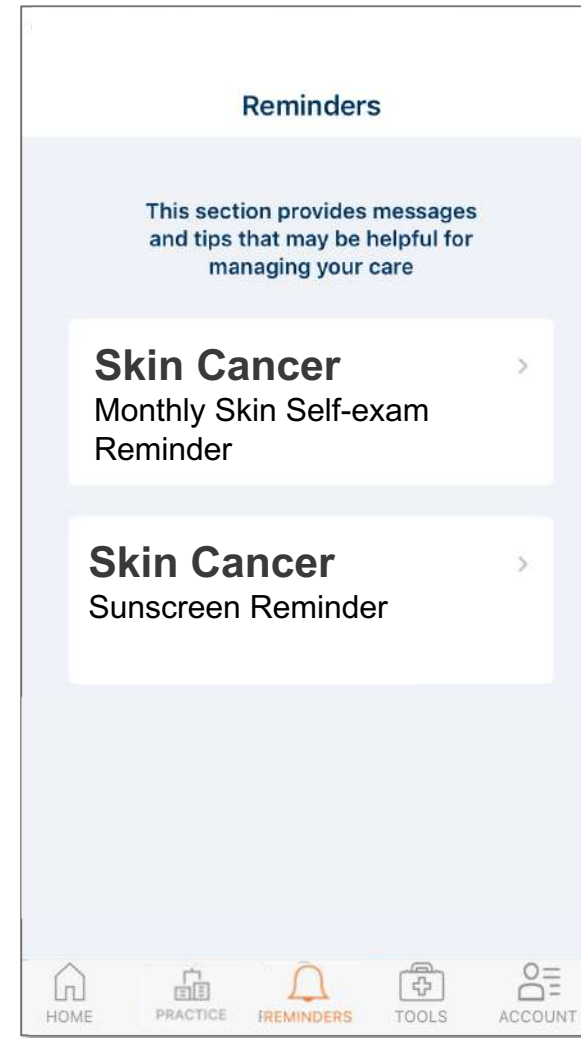 Reminders
This section provides messages
and tips that may be helpful for
managing your care
Skin Cancer
Monthly Skin Self-exam
Reminder
Skin Cancer
Sunscreen Reminder
HOME PRACTICE REMINDERS TOOLS ACCOUNT